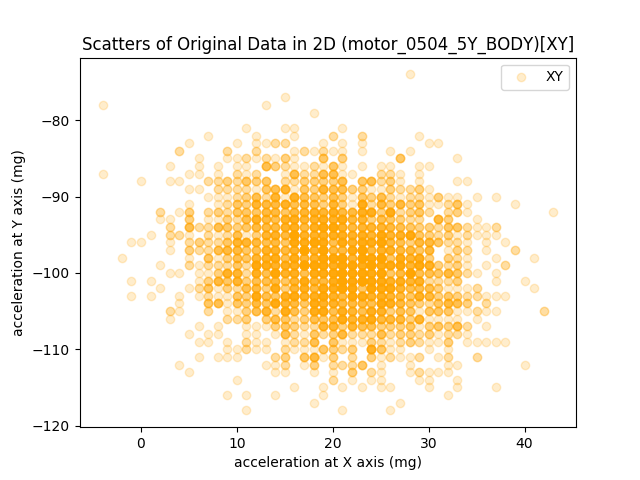 Scatters of Original Data in 2D (motor_0504_5Y_BODY)[XY]
XY
acceleration at Y axis (mg)
−80
−90
−100
−110
−120
0 10 20 30 40
acceleration at X axis (mg)